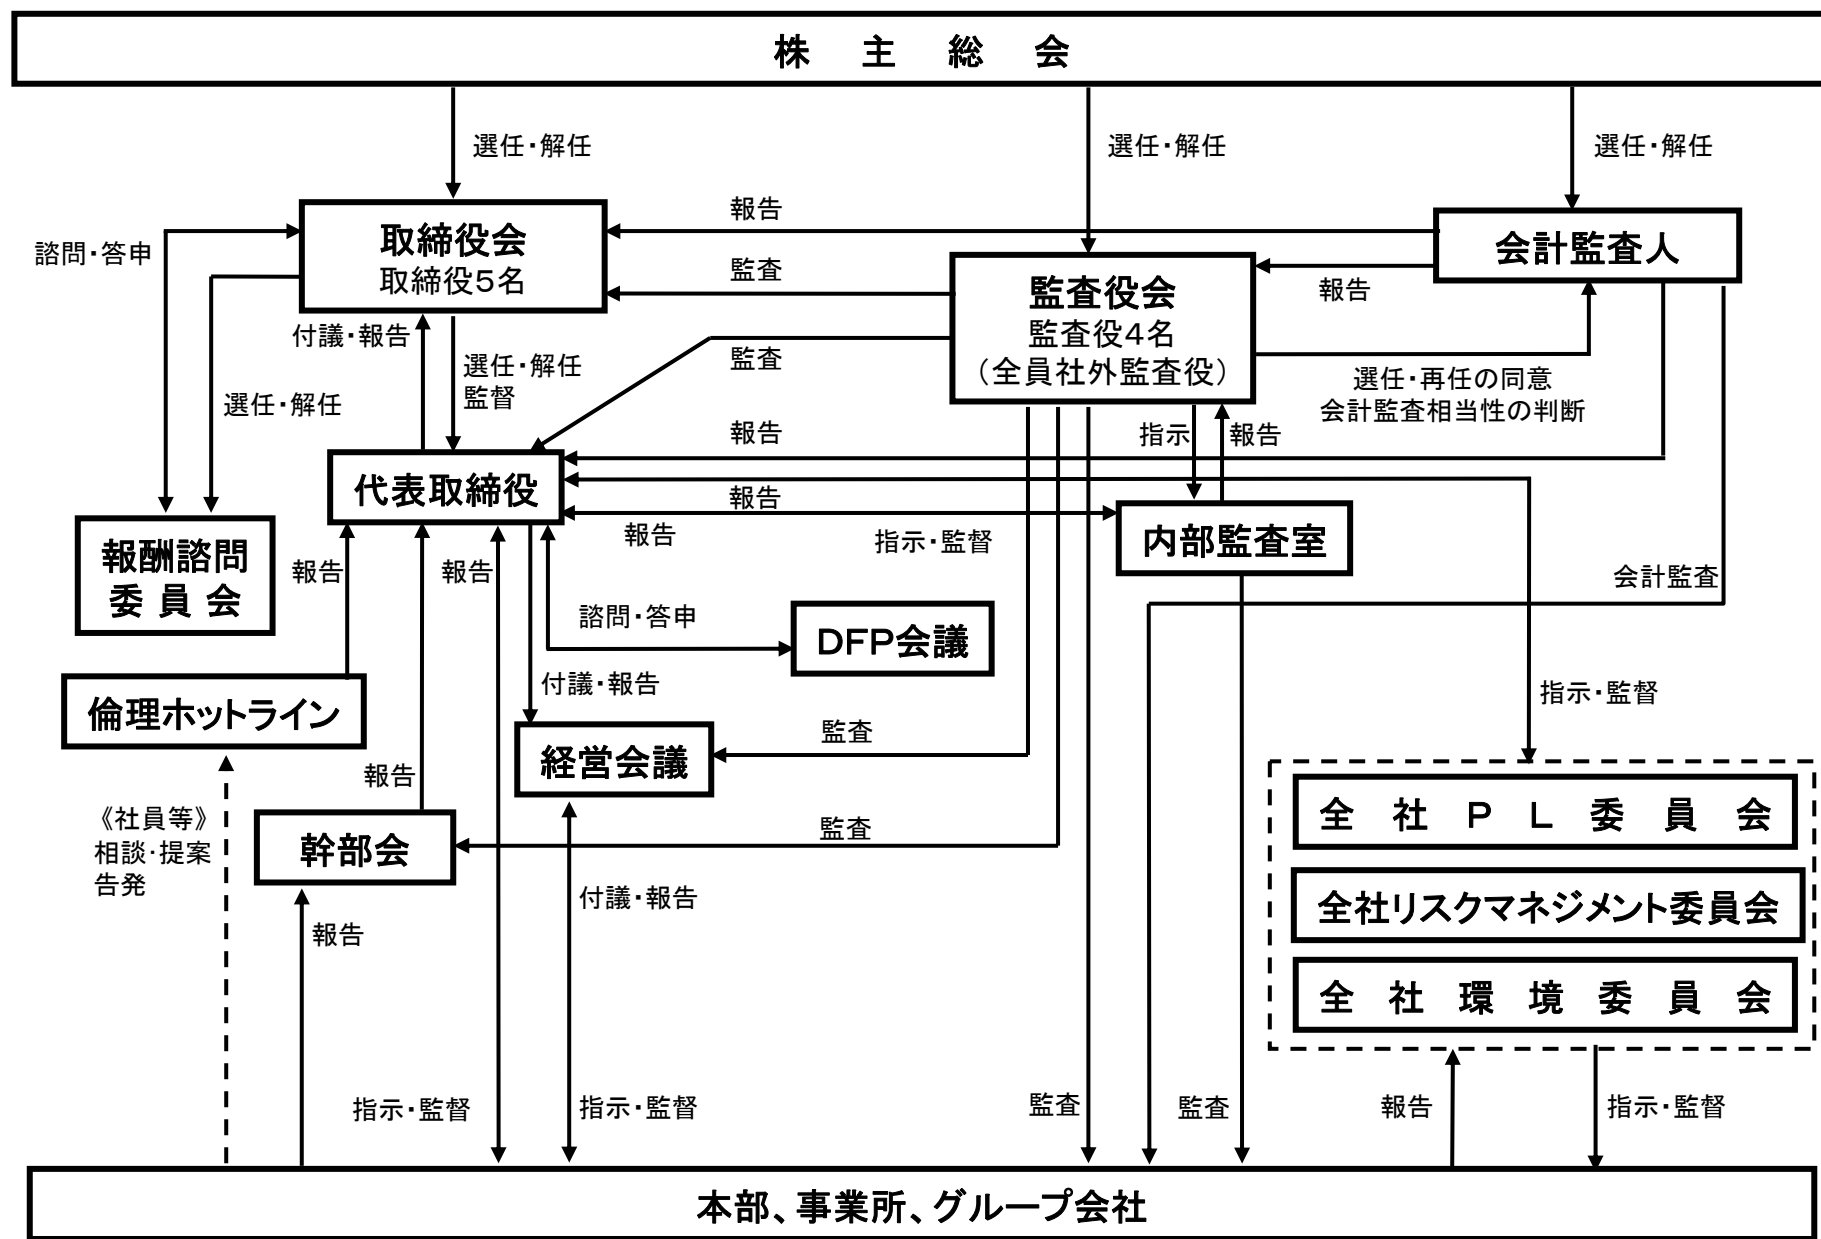 株主総会
選任・解任
選任・解任
選任・解任
報告
諮問・答申
取締役会
取締役5名
会計監査人
監査
報告
監査役会
監査役4名
（全員社外監査役）
付議・報告
選任・解任
監督
監査
選任・再任の同意
会計監査相当性の判断
選任・解任
報告
指示
報告
代表取締役
報告
報告
指示・監督
内部監査室
報酬諮問
委員会
報告
報告
会計監査
諮問・答申
DFP会議
倫理ホットライン
付議・報告
指示・監督
経営会議
監査
報告
《社員等》
相談・提案
告発
幹部会
監査
全社PL委員会
付議・報告
全社リスクマネジメント委員会
報告
全社環境委員会
指示・監督
指示・監督
監査
監査
報告
指示・監督
本部、事業所、グループ会社